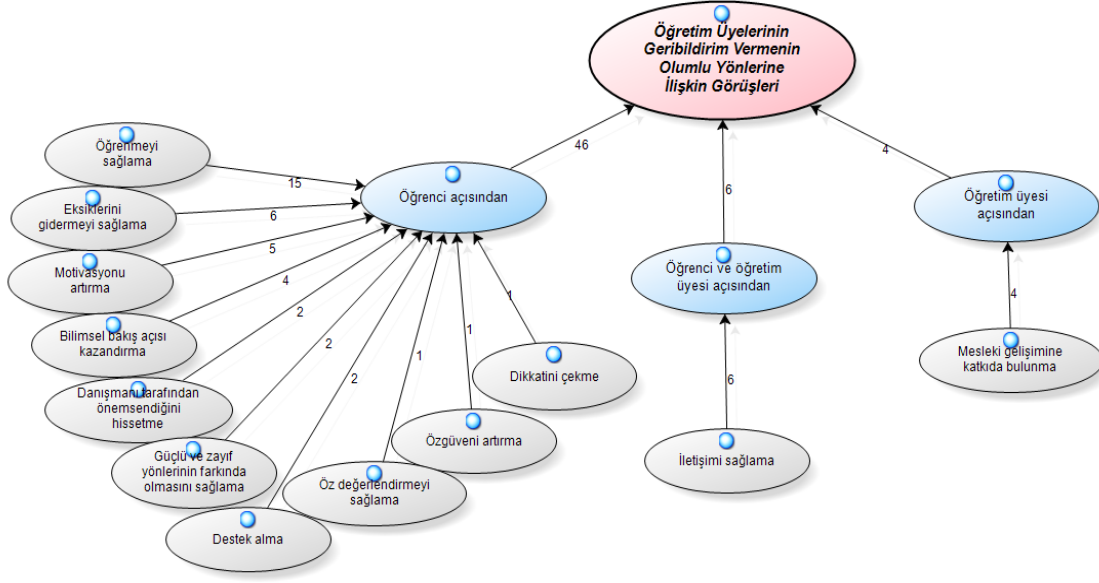 Öğretim Üyelerinin
Geribildirim Vermenin
Olumlu Yönlerine
İlişkin Görüşleri
46
6
4
Öğrenci açısından
Öğrenci ve öğretim
üyesi açısından
Öğretim üyesi
açısından
Öğrenmeyi
sağlama
15
Eksiklerini
gidermeyi sağlama
6
Motivasyonu
artırma
5
Bilimsel bakış açısı
kazandırma
4
Danışmanı tarafından
önemsendiğini
hissetme
2
Güçlü ve zayıf
yönlerinin farkında
olmasını sağlama
2
Destek alma
2
Öz değerlendirmeyi
sağlama
1
Özgüveni artırma
1
Dikkatini çekme
1
İletişimi sağlama
6
Mesleki gelişimine
katkıda bulunma
4